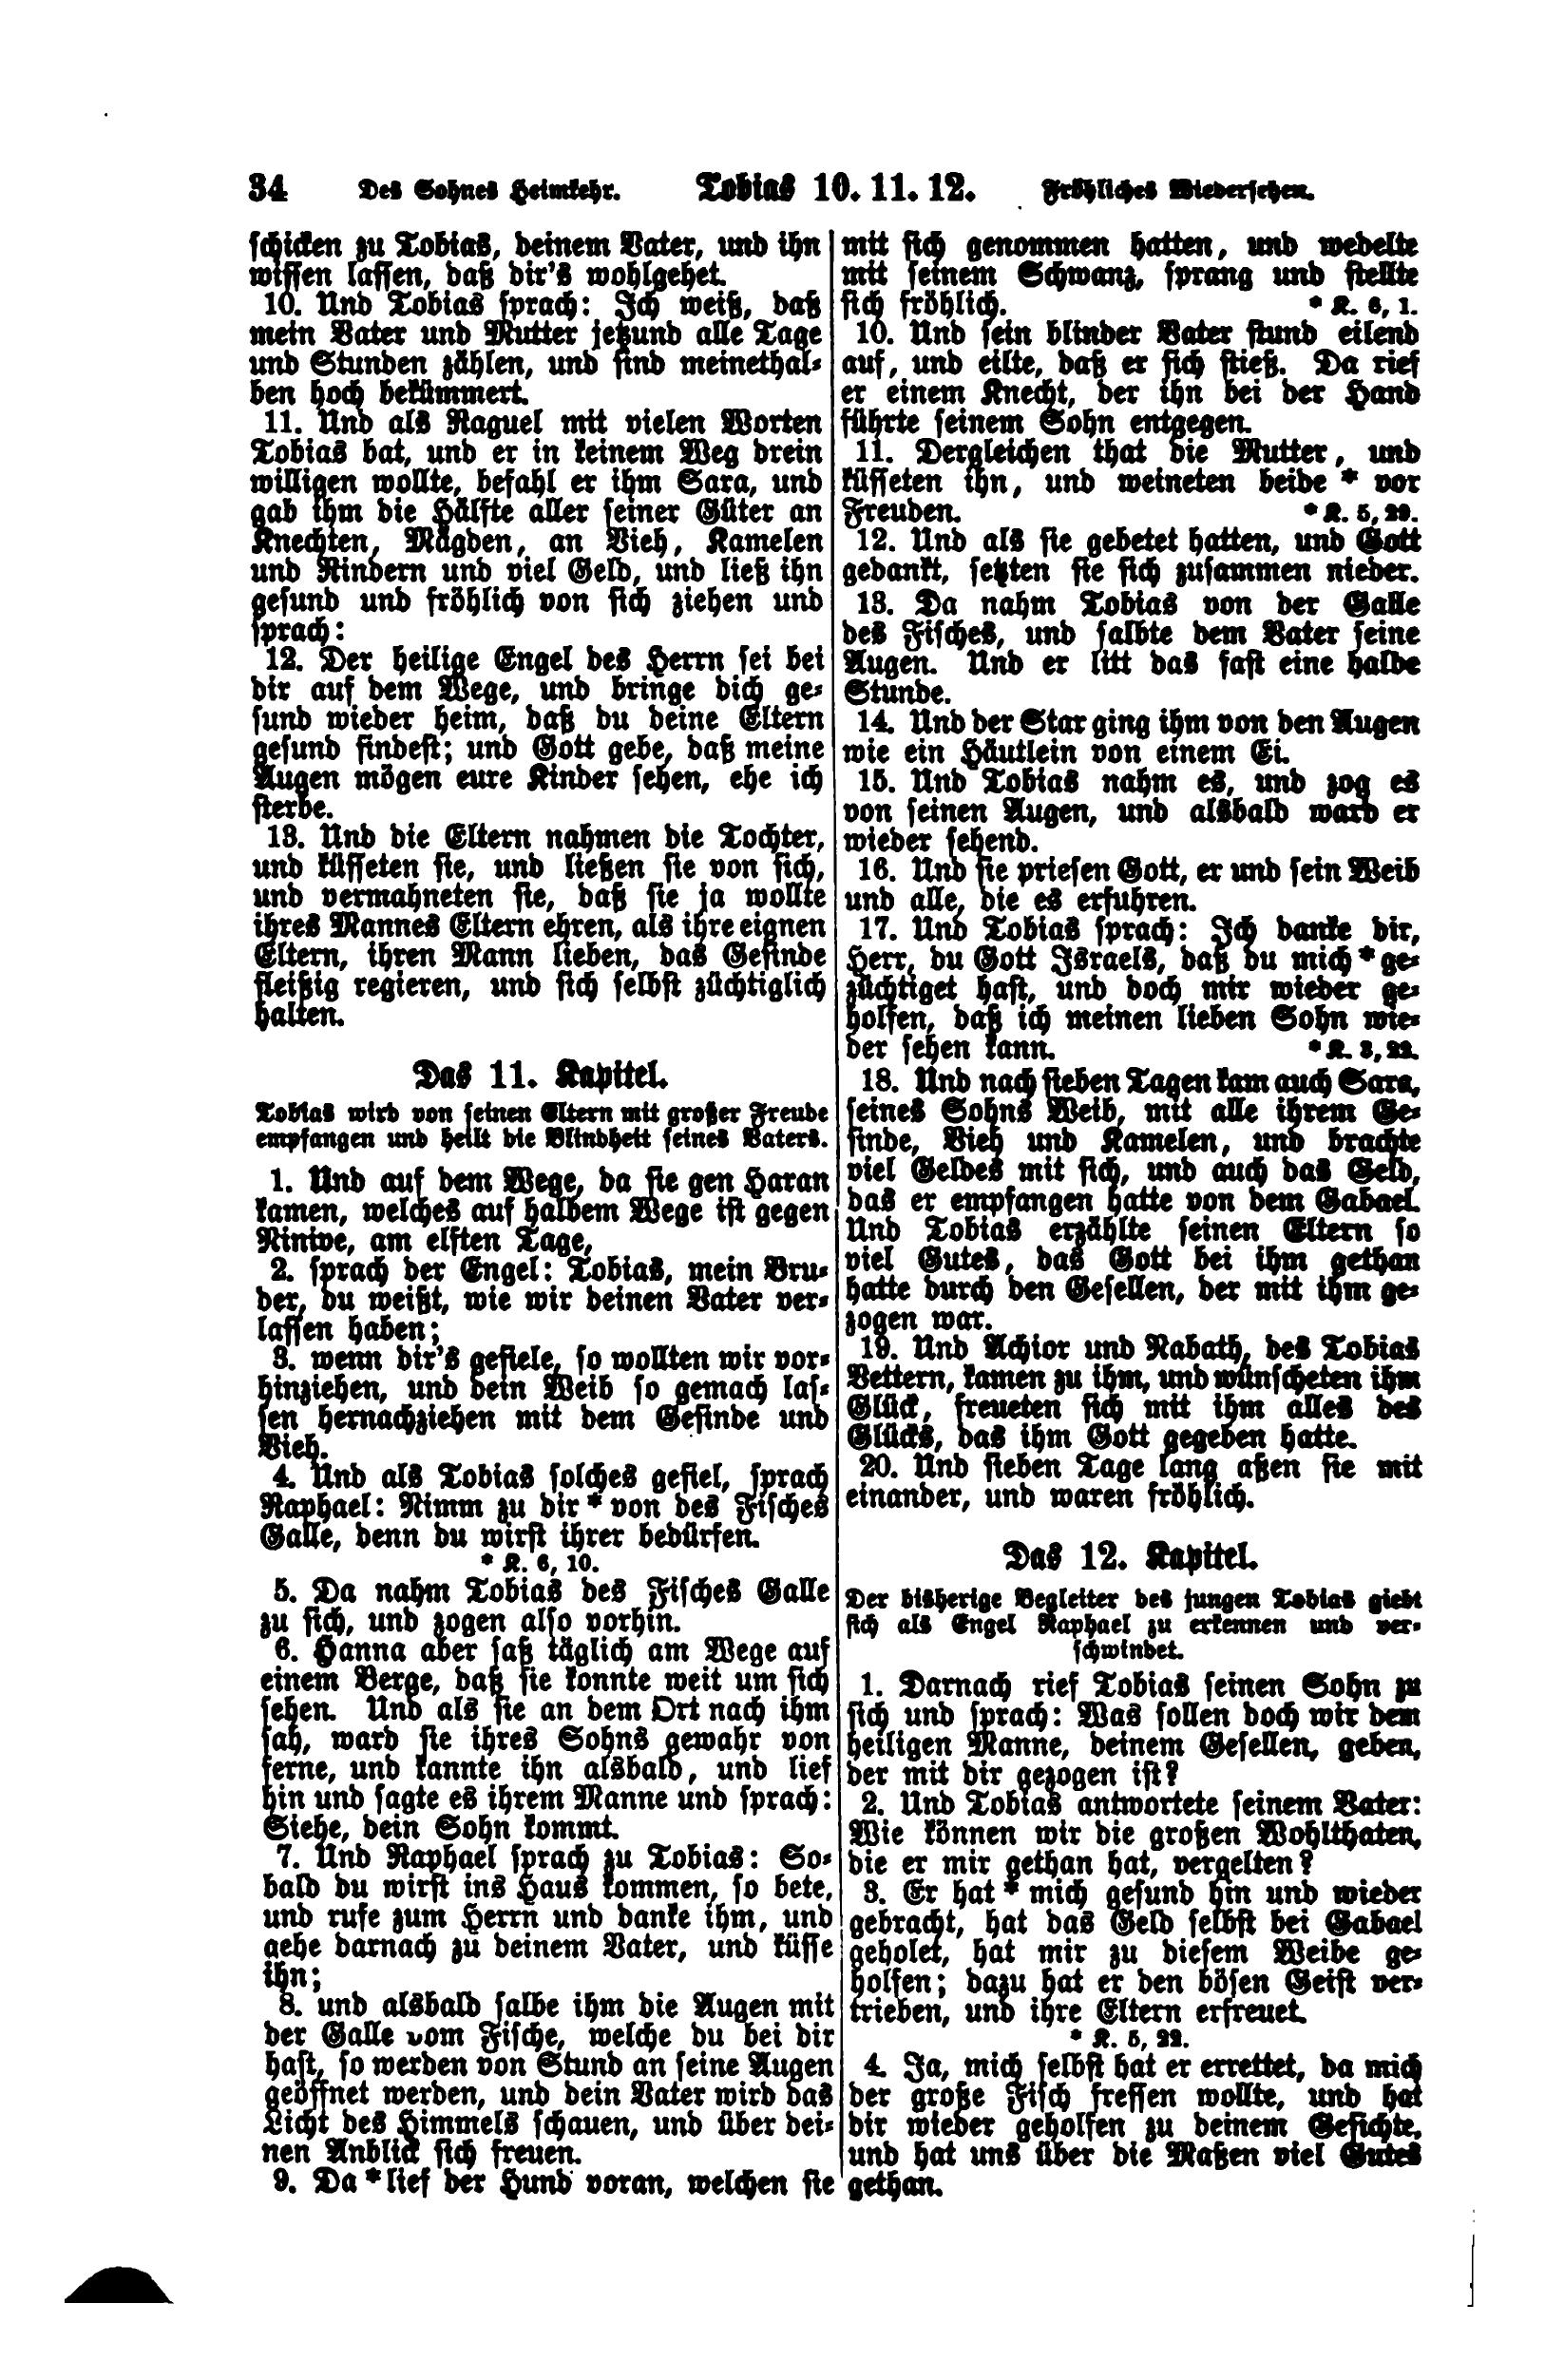 34 Des Sohnes Heimkehr. Tobias 10. 11. 12. Fröhliches Wiedersehen.
schicken zu Tobias, deinem Vater, und ihn
wissen lassen, daß dir's wohlgehet.
10. Und Tobias sprach: Ich weiß, daß
mein Vater und Mutter jetzund alle Tage
und Stunden zählen, und sind meinethal-
ben hoch bekümmert.
11. Und als Raguel mit vielen Worten
Tobias bat, und er in keinem Weg drein
willigen wollte, befahl er ihm Sara, und
gab ihm die Hälfte aller seiner Güter an
Knechten, Mägden, an Vieh, Kamelen
und Rindern und viel Geld, und ließ ihn
gesund und fröhlich von sich ziehen und
sprach:
12. Der heilige Engel des Herrn sei bei
dir auf dem Wege, und bringe dich ge-
sund wieder heim, daß du deine Eltern
gesund findest; und Gott gebe, daß meine
Augen mögen eure Kinder sehen, ehe ich
sterbe.
13. Und die Eltern nahmen die Tochter,
und küsseten sie, und ließen sie von sich,
und vermahneten sie, daß sie ja wollte
ihres Mannes Eltern ehren, als ihre eignen
Eltern, ihren Mann lieben, das Gesinde
fleißig regieren, und sich selbst züchtiglich
halten.
Das 11. Kapitel.
Tobias wird von seinen Eltern mit großer Freude
empfangen und heilt die Blindheit seines Vaters.
1. Und auf dem Wege, da sie gen Haran
kamen, welches auf halbem Wege ist gegen
Ninive, am elften Tage,
2. sprach der Engel: Tobias, mein Bru-
der, du weißt, wie wir deinen Vater ver-
lassen haben;
3. wenn dir's gefiele, so wollten wir vor-
hinziehen, und dein Weib so gemach las-
sen hernachziehen mit dem Gesinde und
Vieh.
4. Und als Tobias solches gefiel, sprach
Raphael: Nimm zu dir * von des Fisches
Galle, denn du wirst ihrer bedürfen.
* K. 6, 10.
5. Da nahm Tobias des Fisches Galle
zu sich, und zogen also vorhin.
6. Hanna aber saß täglich am Wege auf
einem Berge, daß sie konnte weit um sich
sehen. Und als sie an dem Ort nach ihm
sah, ward sie ihres Sohns gewahr von
ferne, und kannte ihn alsbald, und lief
hin und sagte es ihrem Manne und sprach:
Siehe, dein Sohn kommt.
7. Und Raphael sprach zu Tobias: So-
bald du wirst ins Haus kommen, so bete,
und rufe zum Herrn und danke ihm, und
gehe darnach zu deinem Vater, und küsse
ihn;
8. und alsbald salbe ihm die Augen mit
der Galle vom Fische, welche du bei dir
hast, so werden von Stund an seine Augen
geöffnet werden, und dein Vater wird das
Licht des Himmels schauen, und über dei-
nen Anblick sich freuen.
9. Da * lief der Hund voran, welchen sie
mit sich genommen hatten, und wedelte
mit seinem Schwanz, sprang und stellte
sich fröhlich. * K. 6, 1.
10. Und sein blinder Vater stund eilend
auf, und eilte, daß er sich stieß. Da rief
er einem Knecht, der ihn bei der Hand
führte seinem Sohn entgegen.
11. Dergleichen that die Mutter, und
küsseten ihn, und weineten beide * vor
Freuden. * K. 5, 29.
12. Und als sie gebetet hatten, und Gott
gedankt, setzten sie sich zusammen nieder.
13. Da nahm Tobias von der Galle
des Fisches, und salbte dem Vater seine
Augen. Und er litt das fast eine halbe
Stunde.
14. Und der Star ging ihm von den Augen
wie ein Häutlein von einem Ei.
15. Und Tobias nahm es, und zog es
von seinen Augen, und alsbald ward er
wieder sehend.
16. Und sie priesen Gott, er und sein Weib
und alle, die es erfuhren.
17. Und Tobias sprach: Ich danke dir,
Herr, du Gott Israels, daß du mich * ge-
züchtiget hast, und doch mir wieder ge-
holfen, daß ich meinen lieben Sohn wie-
der sehen kann. * K. 3, 22.
18. Und nach sieben Tagen kam auch Sara,
seines Sohns Weib, mit alle ihrem Ge-
sinde, Vieh und Kamelen, und brachte
viel Geldes mit sich, und auch das Geld,
das er empfangen hatte von dem Gabael.
Und Tobias erzählte seinen Eltern so
viel Gutes, das Gott bei ihm gethan
hatte durch den Gesellen, der mit ihm ge-
zogen war.
19. Und Achior und Nabath, des Tobias
Vettern, kamen zu ihm, und wünscheten ihm
Glück, freueten sich mit ihm alles des
Glücks, das ihm Gott gegeben hatte.
20. Und sieben Tage lang aßen sie mit
einander, und waren fröhlich.
Das 12. Kapitel.
Der bisherige Begleiter des jungen Tobias giebt
sich als Engel Raphael zu erkennen und ver-
schwindet.
1. Darnach rief Tobias seinen Sohn zu
sich und sprach: Was sollen doch wir dem
heiligen Manne, deinem Gesellen, geben,
der mit dir gezogen ist?
2. Und Tobias antwortete seinem Vater:
Wie können wir die großen Wohlthaten,
die er mir gethan hat, vergelten?
3. Er hat * mich gesund hin und wieder
gebracht, hat das Geld selbst bei Gabael
geholet, hat mir zu diesem Weibe ge-
holfen; dazu hat er den bösen Geist ver-
trieben, und ihre Eltern erfreuet.
* K. 5, 22.
4. Ja, mich selbst hat er errettet, da mich
der große Fisch fressen wollte, und hat
dir wieder geholfen zu deinem Gesichte,
und hat uns über die Maßen viel Gutes
gethan.